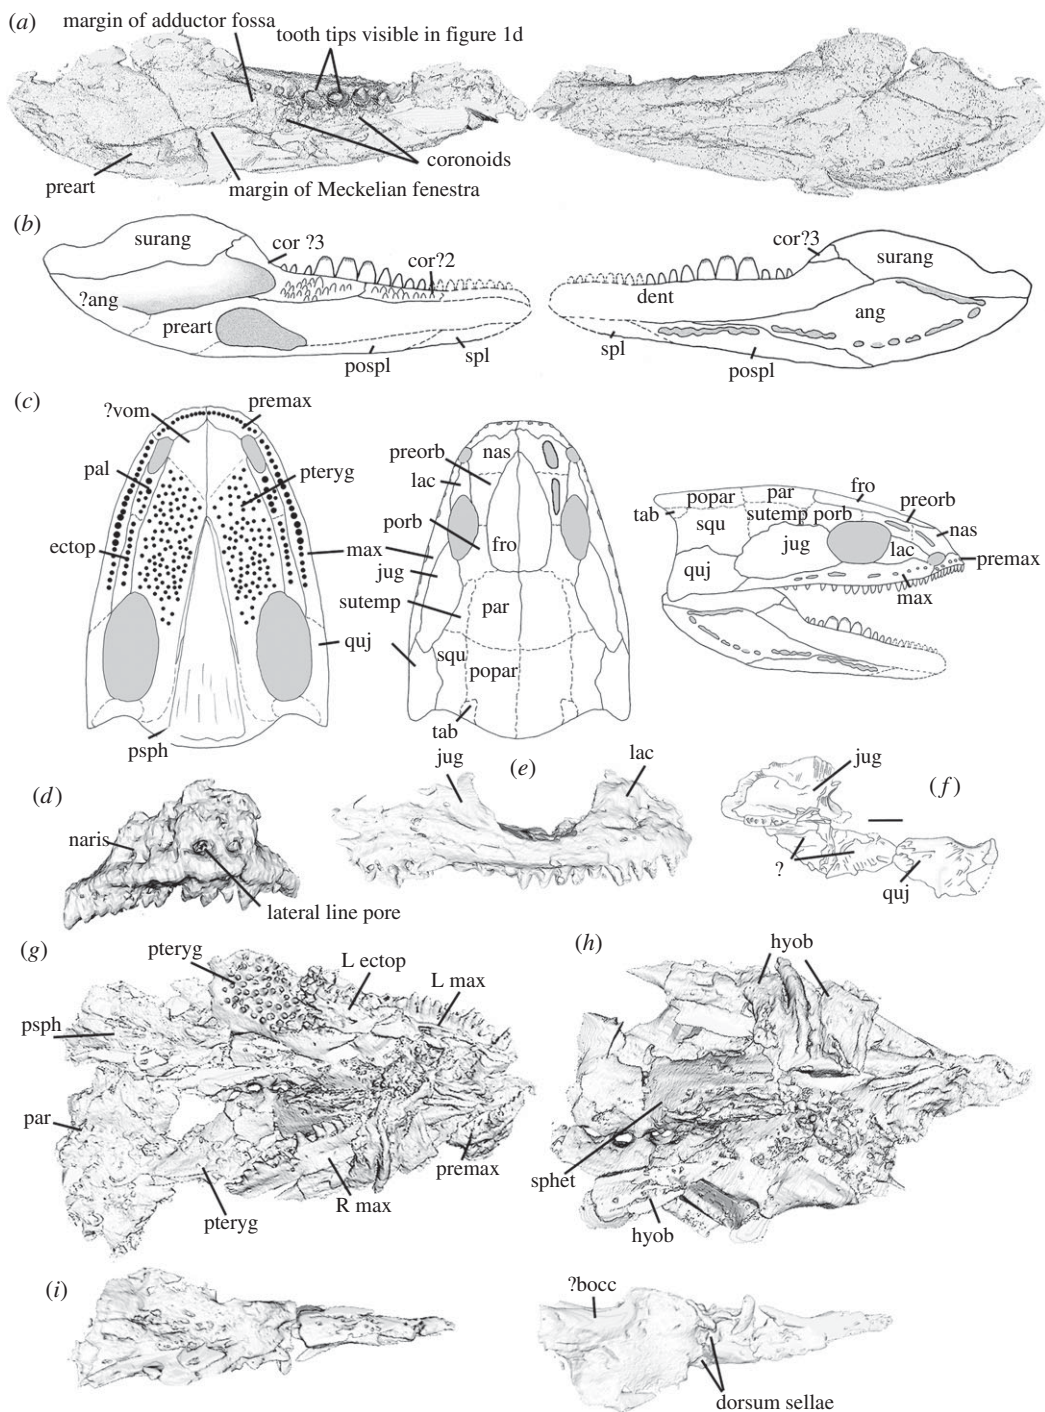 (a)
margin of adductor fossa
tooth tips visible in figure 1d
preart
margin of Meckelian fenestra
coronoids
(b)
surang
cor ?3
cor?2
?ang
preart
pospl
spl
cor?3
surang
dent
ang
spl
pospl
(c)
?vom
premax
pal
pteryg
ectop
max
jug
quj
psph
preorb
nas
lac
porb
fro
sutemp
par
squ
popar
tab
popar
par
fro
preorb
tab
squ
sutemp
porb
nas
jug
lac
premax
quj
max
(d)
naris
lateral line pore
(e)
jug
lac
(f)
jug
?
quj
(g)
pteryg
L ectop
L max
psph
par
premax
pteryg
R max
(h)
hyob
sphet
hyob
(i)
?bocc
dorsum sellae